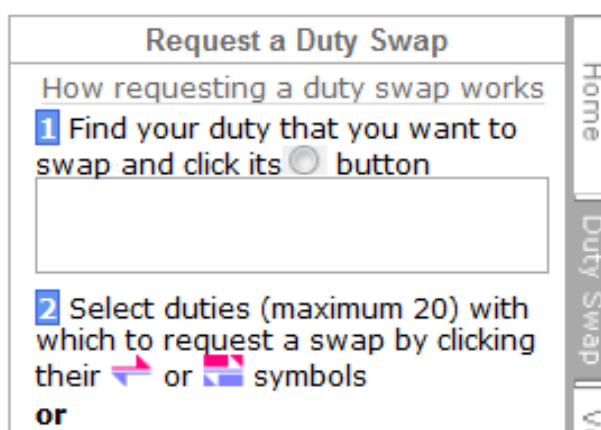 Request a Duty Swap
How requesting a duty swap works
1 Find your duty that you want to
swap and click its button
2 Select duties (maximum 20) with
which to request a swap by clicking
their or symbols
or
Home
Duty Swap